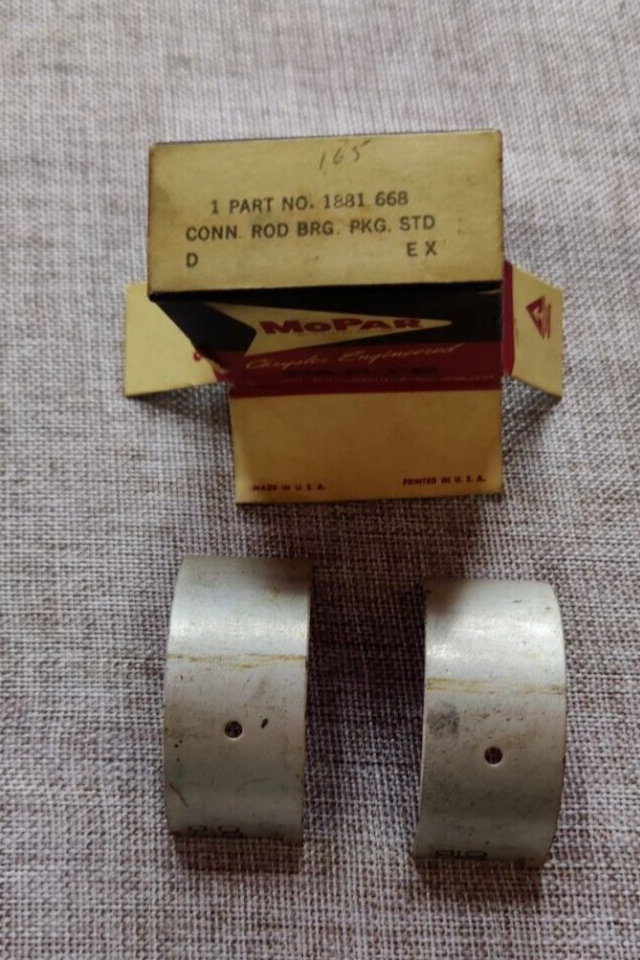 165
1 PART NO. 1881 668
CONN. ROD BRG. PKG. STD
D EX
MOPAR
Chrysler Engineered
MADE IN U. S. A. PRINTED IN U. S. A.